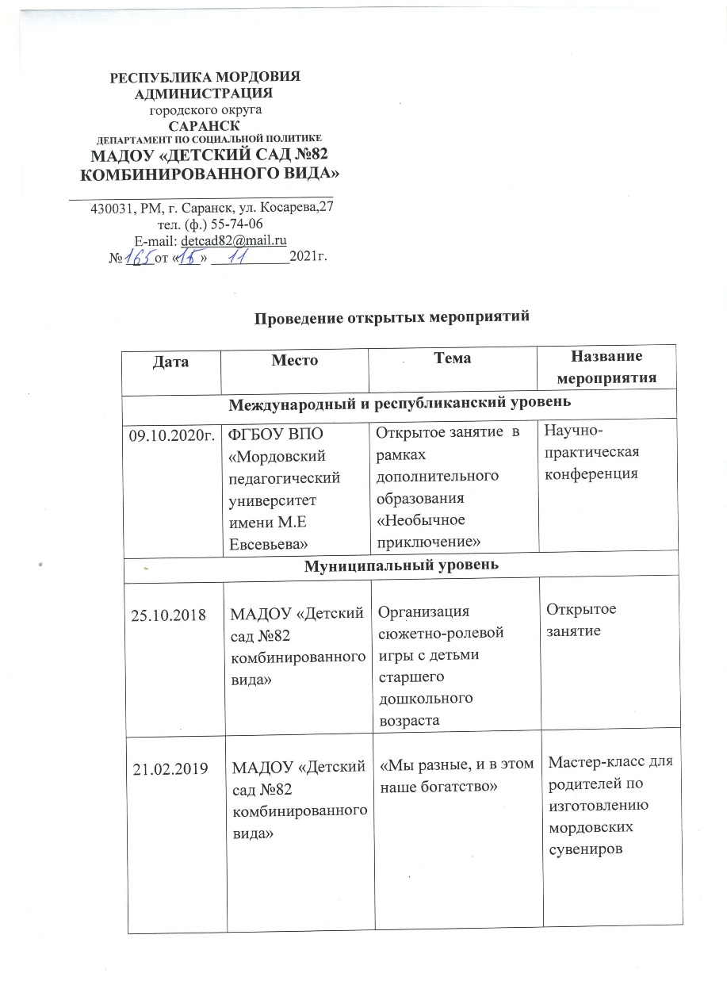 РЕСПУБЛИКА МОРДОВИЯ
АДМИНИСТРАЦИЯ
городского округа
САРАНСК
ДЕПАРТАМЕНТ ПО СОЦИАЛЬНОЙ ПОЛИТИКЕ
МАДОУ «ДЕТСКИЙ САД №82
КОМБИНИРОВАННОГО ВИДА»
430031, РМ, г. Саранск, ул. Косарева,27
тел. (ф.) 55-74-06
E-mail: detcad82@mail.ru
№ 165 от « » 11 2021г.
Проведение открытых мероприятий
Дата
Место
Тема
Название
мероприятия
Международный и республиканский уровень
09.10.2020г.
ФГБОУ ВПО
«Мордовский
педагогический
университет
имени М.Е
Евсевьева»
Открытое занятие в
рамках
дополнительного
образования
«Необычное
приключение»
Научно-
практическая
конференция
Муниципальный уровень
25.10.2018
МАДОУ «Детский
сад №82
комбинированного
вида»
Организация
сюжетно-ролевой
игры с детьми
старшего
дошкольного
возраста
Открытое
занятие
21.02.2019
МАДОУ «Детский
сад №82
комбинированного
вида»
«Мы разные, и в этом
наше богатство»
Мастер-класс для
родителей по
изготовлению
мордовских
сувениров